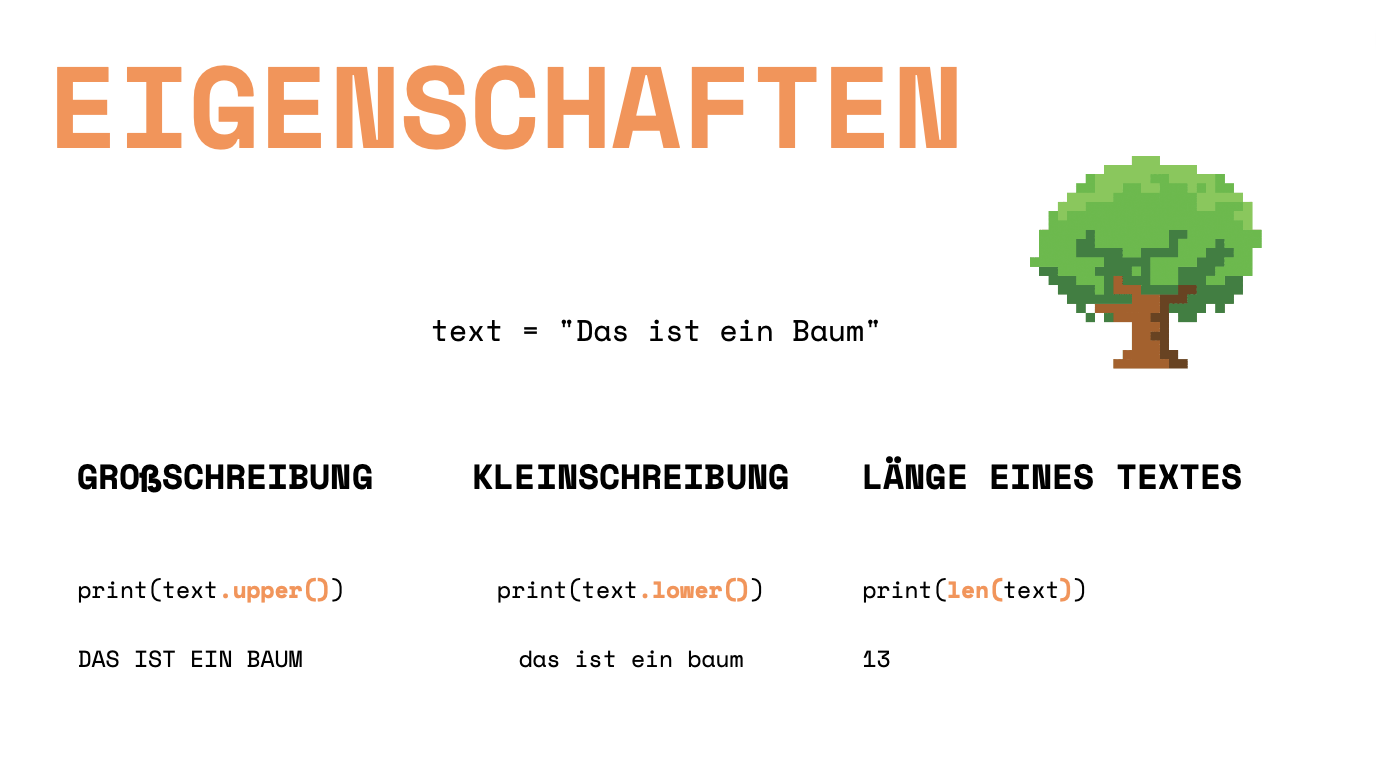 EIGENSCHAFTEN
text = "Das ist ein Baum"
GROßSCHREIBUNG
KLEINSCHREIBUNG
LÄNGE EINES TEXTES
print(text.upper())
print(text.lower())
print(len(text))
DAS IST EIN BAUM
das ist ein baum
13